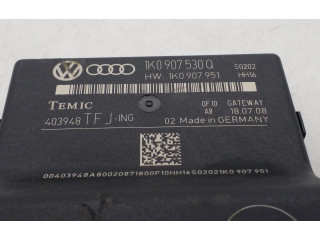 1K0 907 530 Q
S0202
HW 1K0 907 951
HH16
TEMIC
0F10 GATEWAY
403948 TFJ-ING
A8 18.07.08
02 Made in GERMANY
00403948A80020871800F10HH16S02021K0 907 951